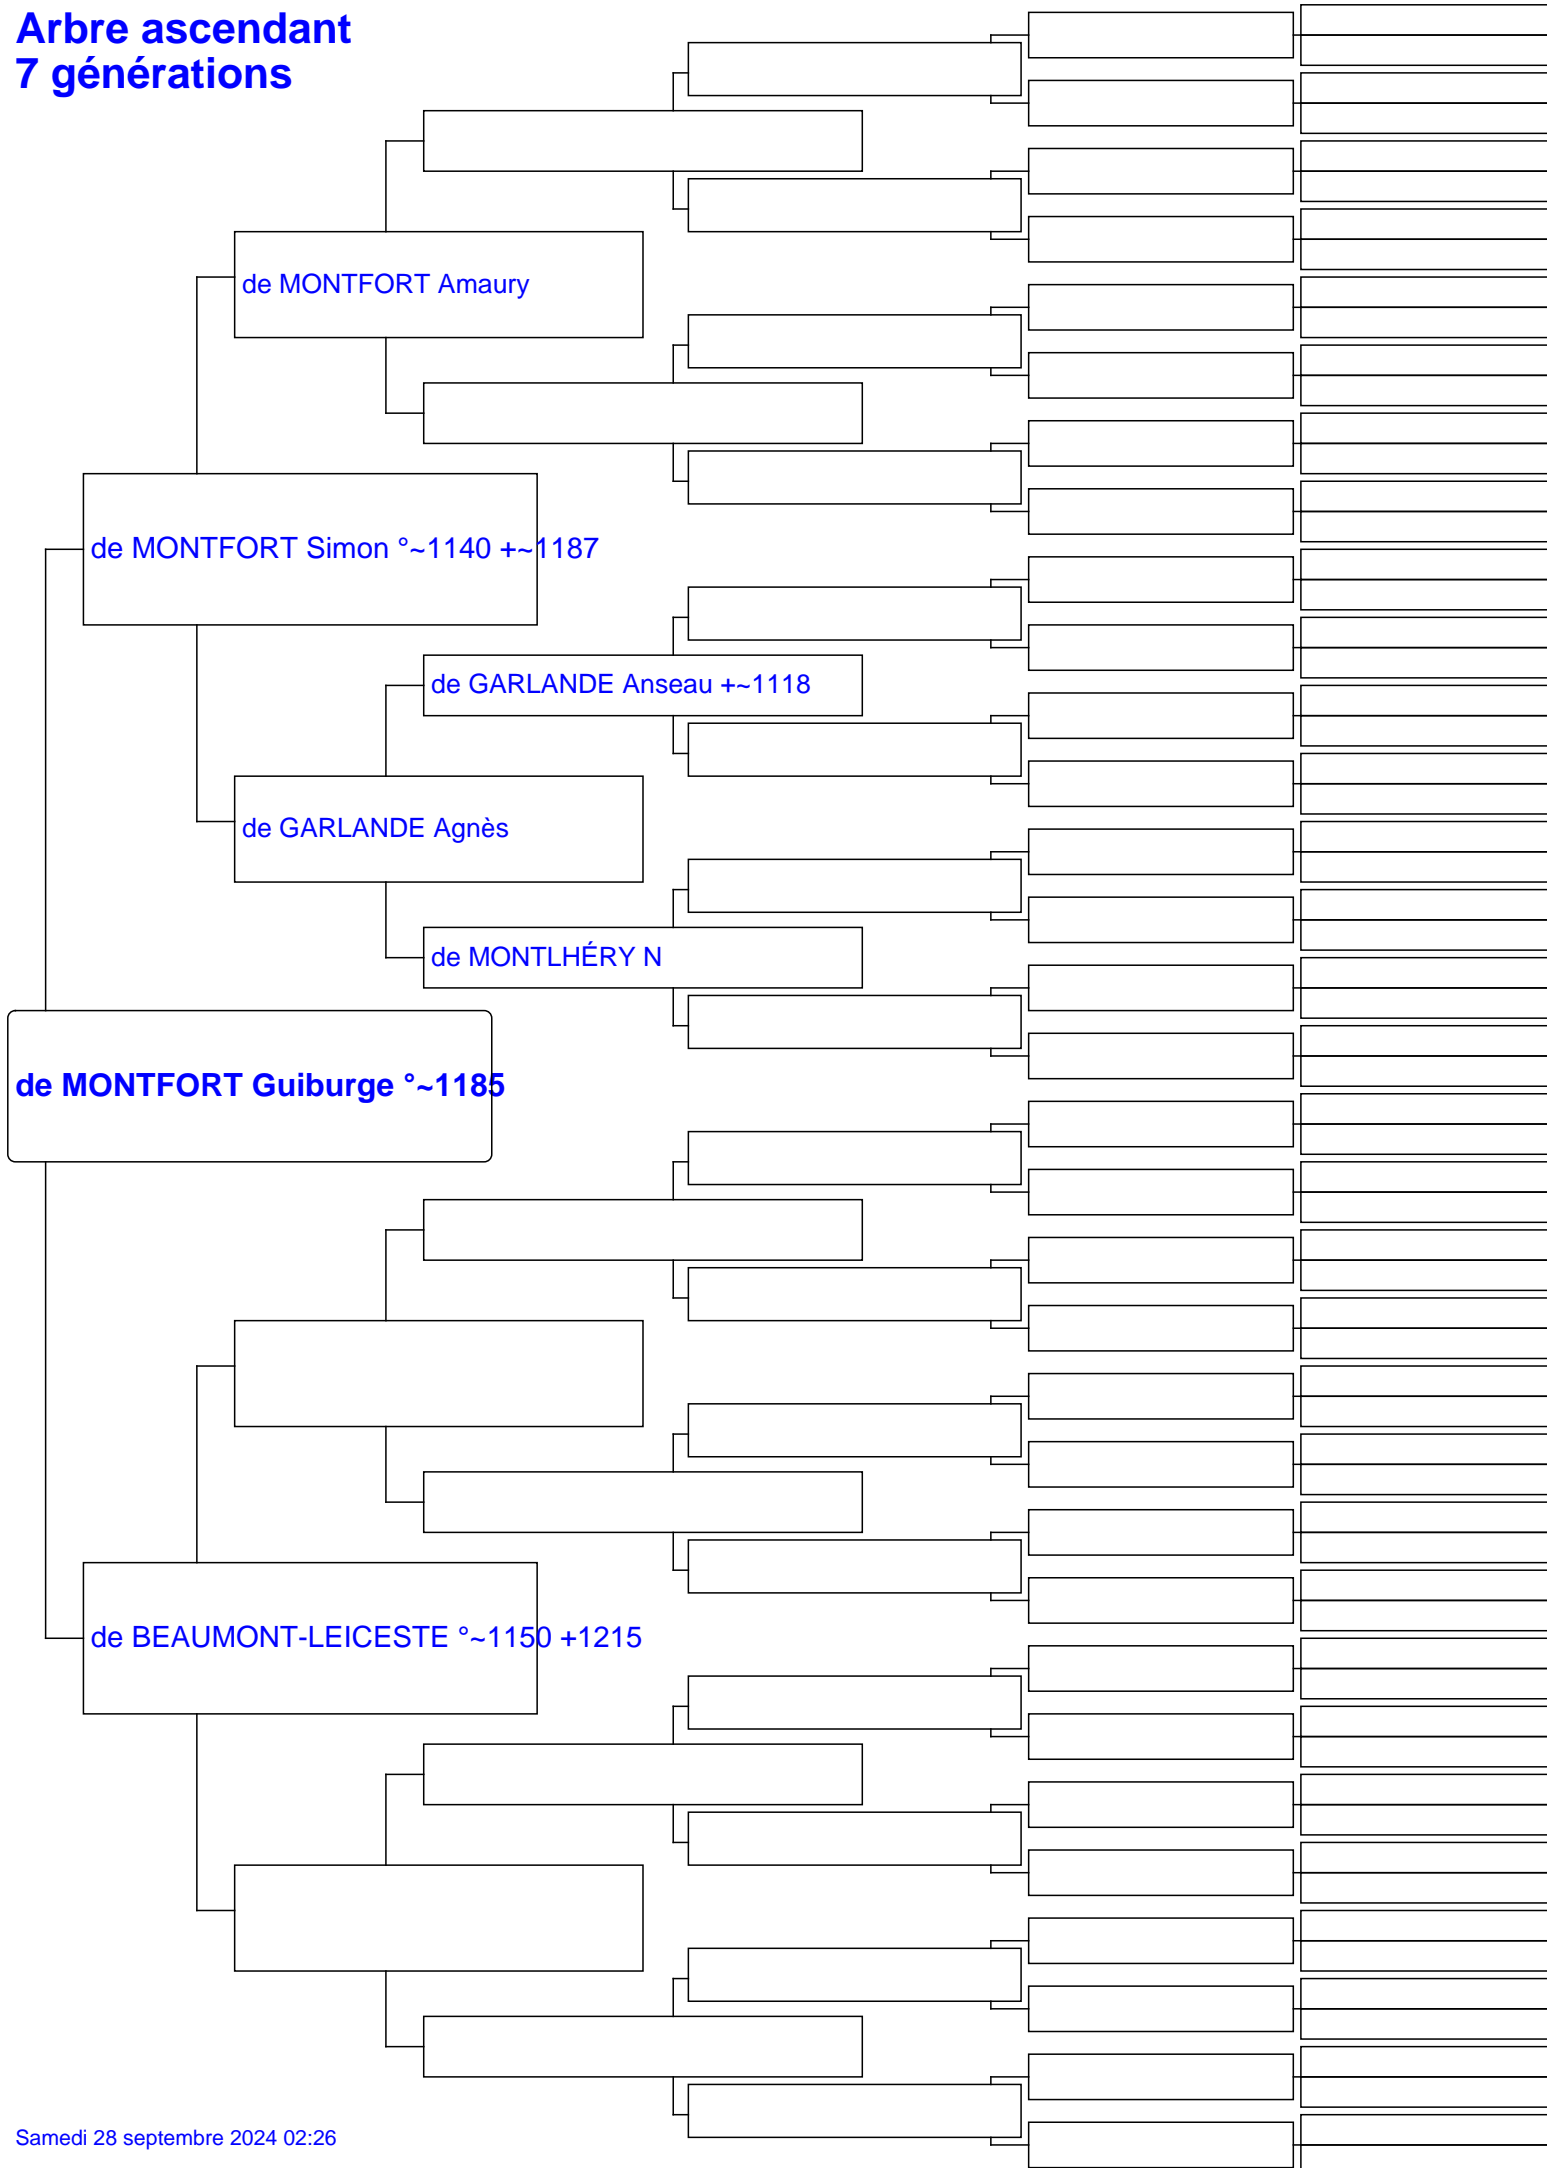 Arbre ascendant
7 générations
de MONTFORT Amaury
de MONTFORT Simon °~1140 +~1187
de GARLANDE Anseau +~1118
de GARLANDE Agnès
de MONTLHÉRY N
de MONTFORT Guiburge °~1185
de BEAUMONT-LEICESTE °~1150 +1215
Samedi 28 septembre 2024 02:26